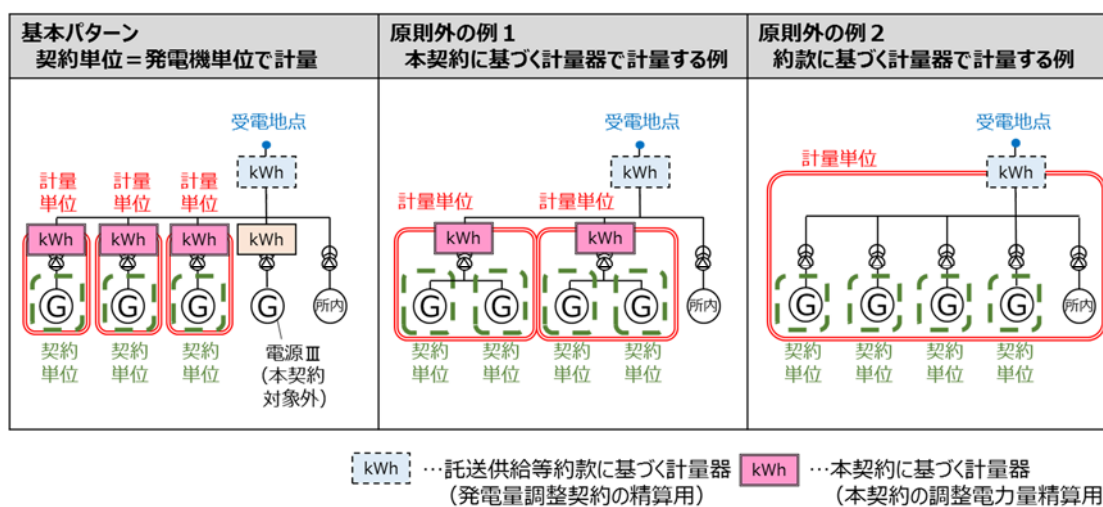 基本パターン
契約単位＝発電機単位で計量
原則外の例１
本契約に基づく計量器で計量する例
原則外の例２
約款に基づく計量器で計量する例
受電地点
kWh
計量
単位
計量
単位
計量
単位
kWh
kWh
kWh
kWh
G
G
G
G
所内
契約
単位
契約
単位
契約
単位
電源Ⅲ
(本契約
対象外)
受電地点
kWh
計量単位
計量単位
kWh
kWh
G
G
G
G
所内
契約
単位
契約
単位
契約
単位
契約
単位
受電地点
計量単位
kWh
G
G
G
G
所内
契約
単位
契約
単位
契約
単位
契約
単位
kWh …託送供給等約款に基づく計量器
（発電量調整契約の精算用）
kWh …本契約に基づく計量器
（本契約の調整電力量精算用